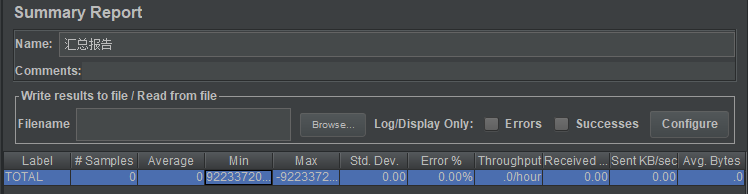 Summary Report
Name: 汇总报告
Comments:
Write results to file / Read from file
Filename Browse... Log/Display Only: Errors Successes Configure
Label # Samples Average Min Max Std. Dev. Error % Throughput Received ... Sent KB/sec Avg. Bytes
TOTAL 0 0 92233720... -9223372... 0.00 0.00% .0/hour 0.00 0.00 .0